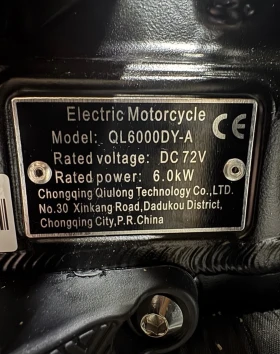 Electric Motorcycle
CE
Model: QL6000DY-A
Rated voltage: DC 72V
Rated power: 6.0kW
Chongqing Qiulong Technology Co.,LTD.
No.30 Xinkang Road,Dadukou District,
Chongqing City,P.R.China